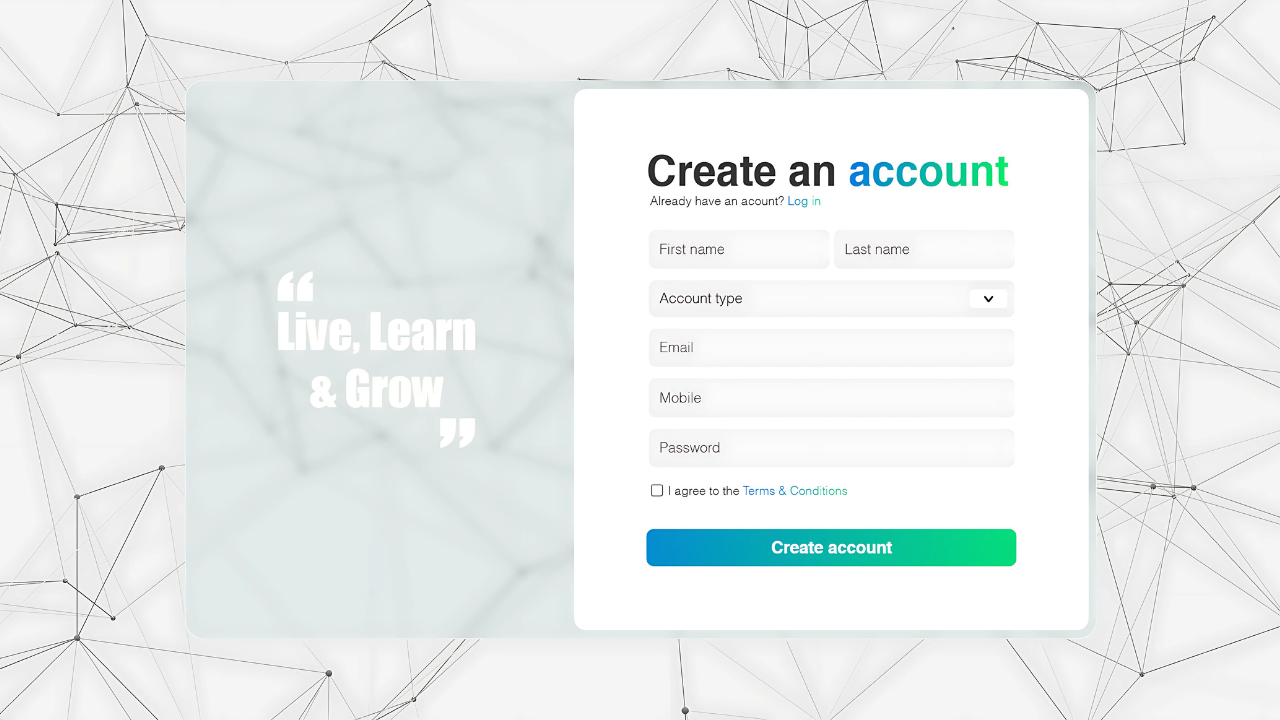 “
Live, Learn
& Grow
”
Create an account
Already have an acount? Log in
First name
Last name
Account type
Email
Mobile
Password
I agree to the Terms & Conditions
Create account